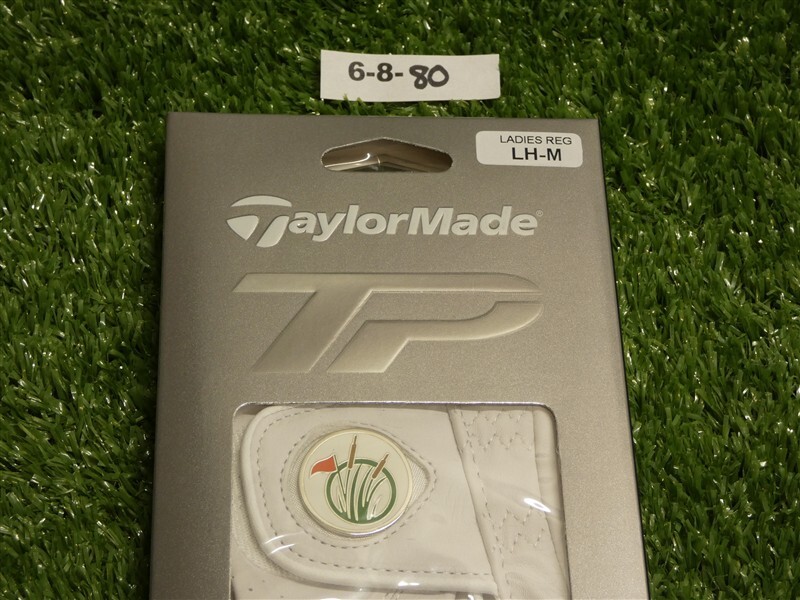 6-8-80
LADIES REG
LH-M
TaylorMade®
TP